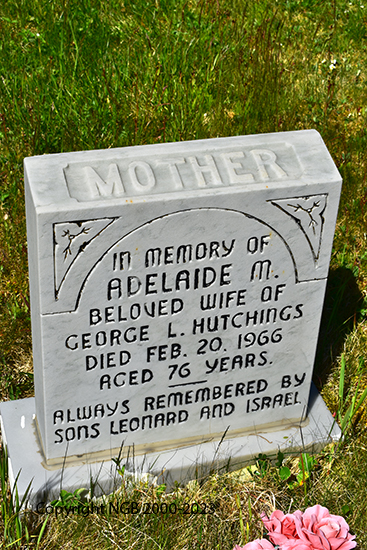 MOTHER
IN MEMORY OF
ADELAIDE M.
BELOVED WIFE OF
GEORGE L. HUTCHINGS
DIED FEB. 20. 1966
AGED 76 YEARS.
ALWAYS REMEMBERED BY
SONS LEONARD AND ISRAEL
Copyright NGB 2000-2023